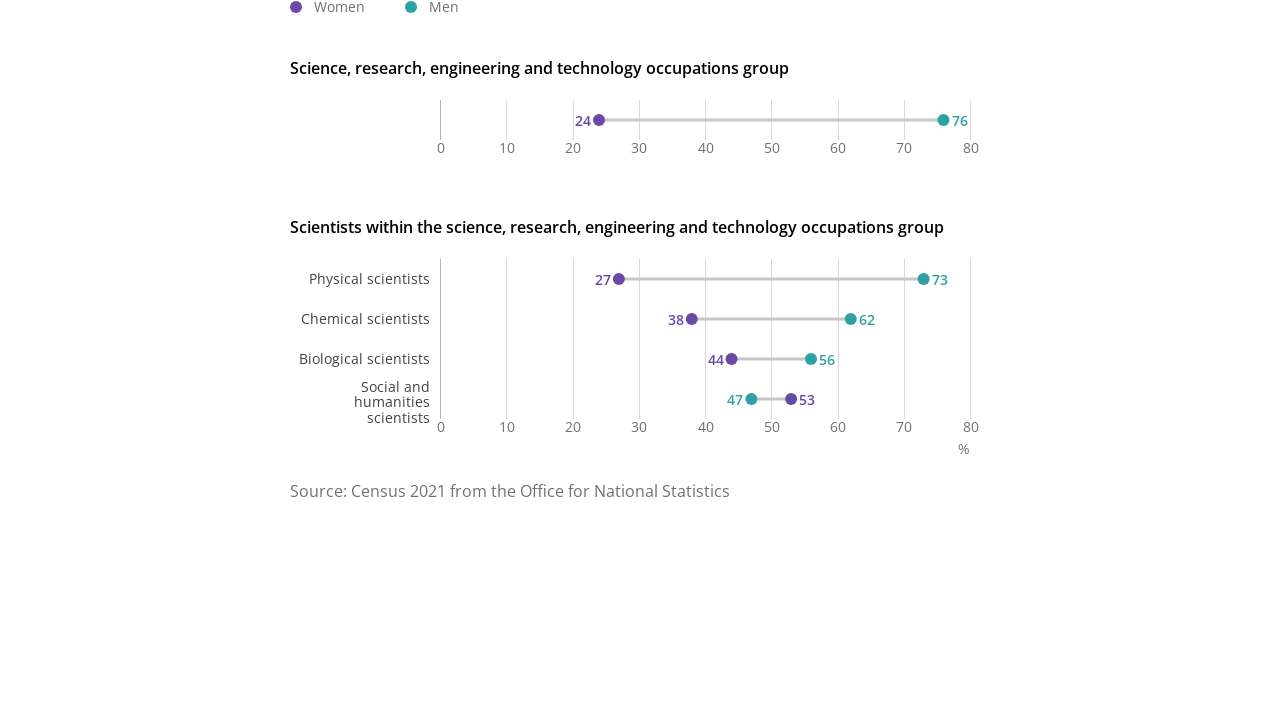 Women Men
Science, research, engineering and technology occupations group
24 76
0 10 20 30 40 50 60 70 80
Scientists within the science, research, engineering and technology occupations group
Physical scientists 27 73
Chemical scientists 38 62
Biological scientists 44 56
Social and
humanities 47 53
scientists
0 10 20 30 40 50 60 70 80
%
Source: Census 2021 from the Office for National Statistics